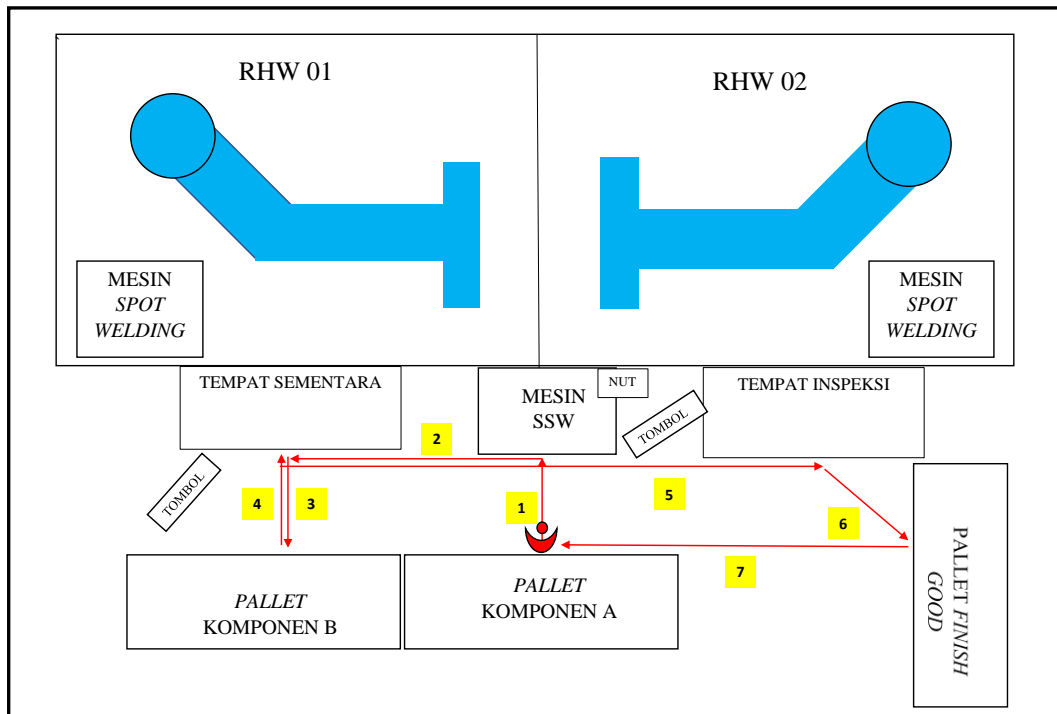 RHW 01
RHW 02
MESIN
SPOT
WELDING
MESIN
SPOT
WELDING
TEMPAT SEMENTARA
MESIN
SSW
NUT
TEMPAT INSPEKSI
TOMBOL
TOMBOL
2
4
3
1
5
6
7
PALLET
KOMPONEN B
PALLET
KOMPONEN A
PALLET FINISH
GOOD